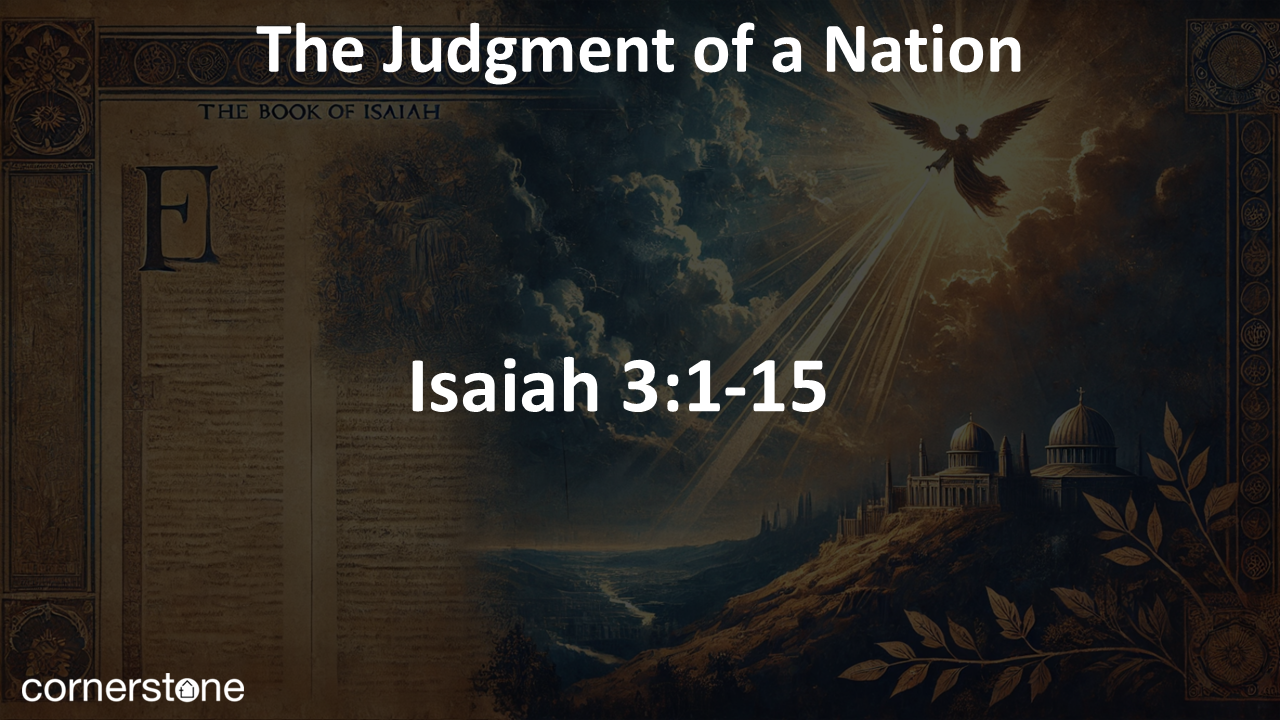 The Judgment of a Nation
THE BOOK OF ISAIAH
E
Isaiah 3:1-15
cornerstone